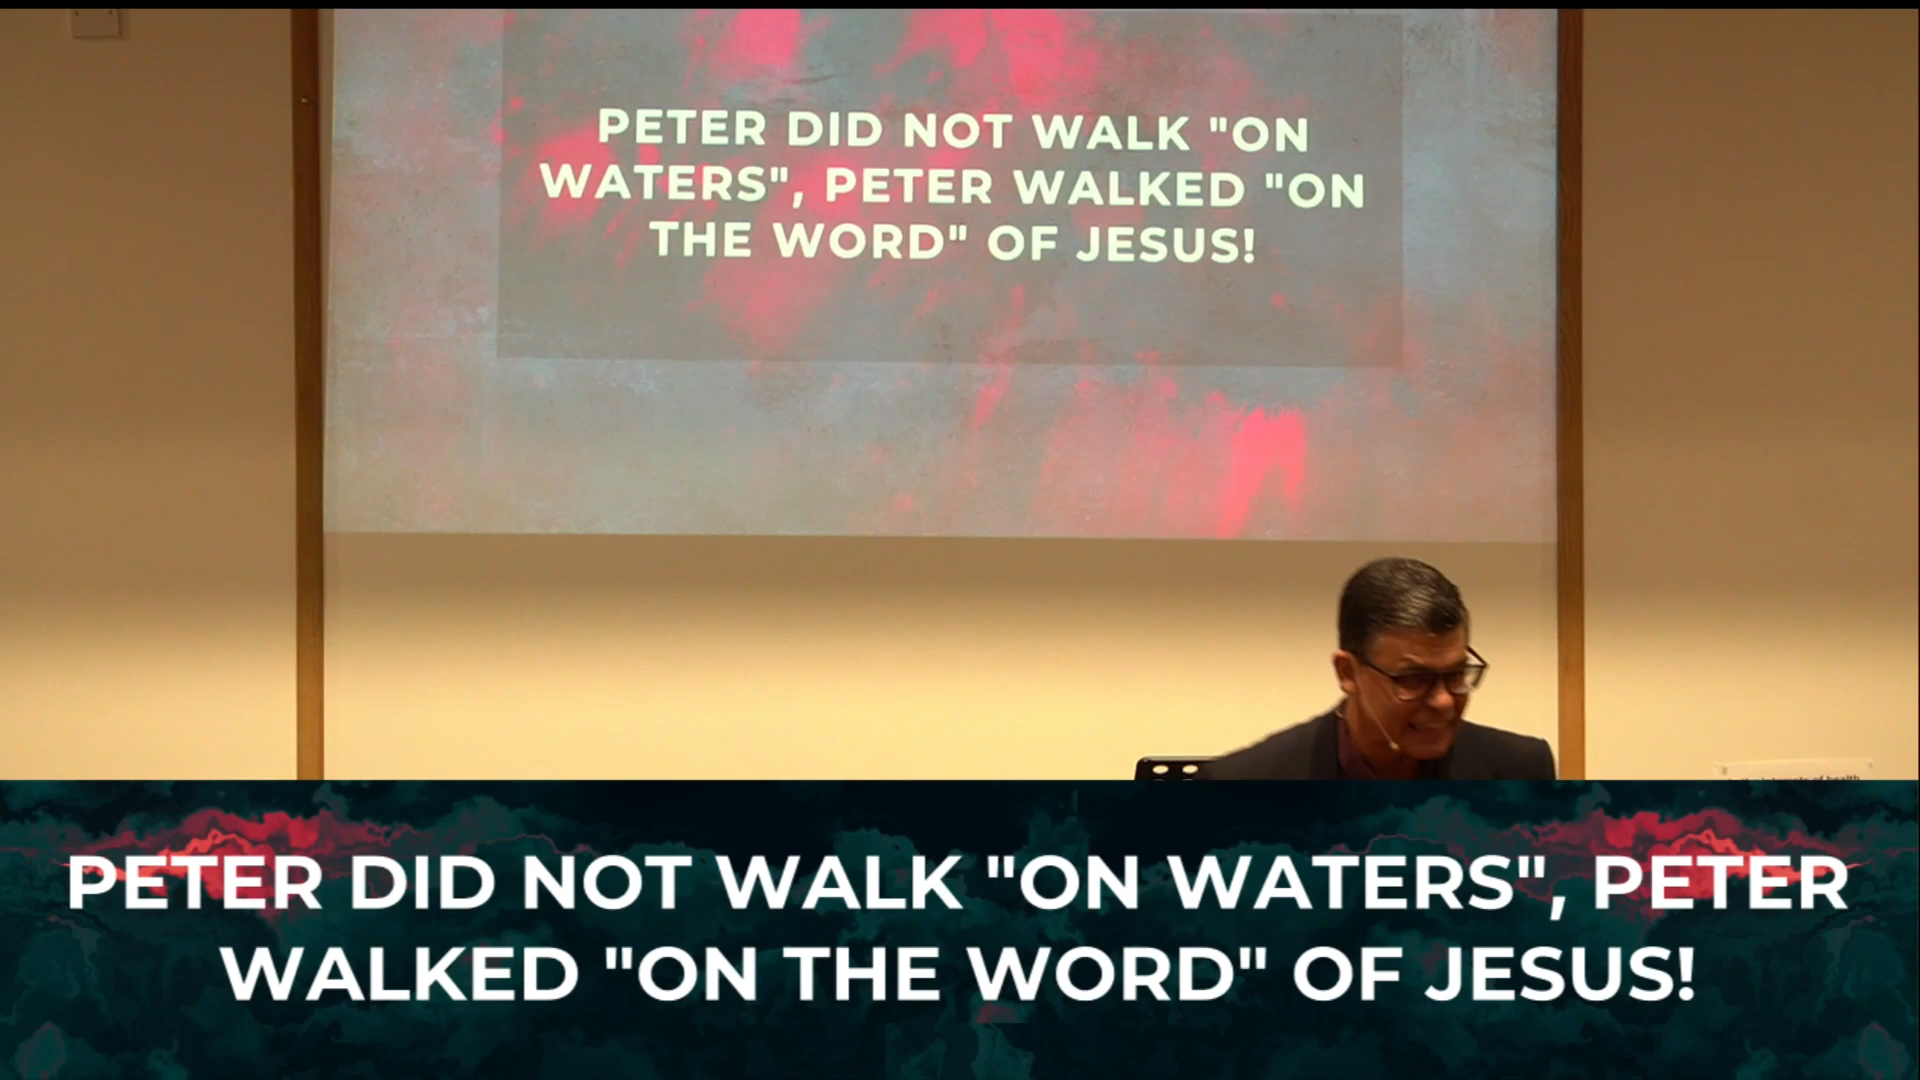 PETER DID NOT WALK "ON
WATERS", PETER WALKED "ON
THE WORD" OF JESUS!
PETER DID NOT WALK "ON WATERS", PETER
WALKED "ON THE WORD" OF JESUS!